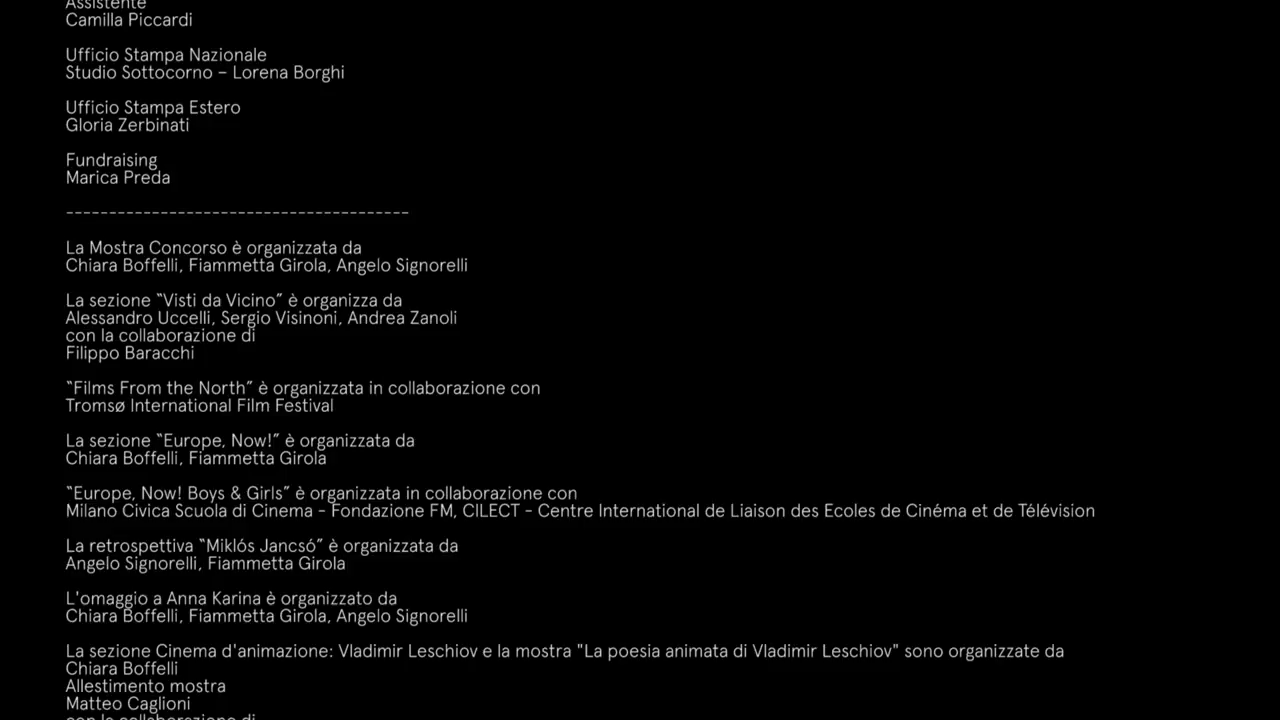 Assistente
Camilla Piccardi
Ufficio Stampa Nazionale
Studio Sottocorno – Lorena Borghi
Ufficio Stampa Estero
Gloria Zerbinati
Fundraising
Marica Preda
----------------------------------------
La Mostra Concorso è organizzata da
Chiara Boffelli, Fiammetta Girola, Angelo Signorelli
La sezione “Visti da Vicino” è organizza da
Alessandro Uccelli, Sergio Visinoni, Andrea Zanoli
con la collaborazione di
Filippo Baracchi
“Films From the North” è organizzata in collaborazione con
Tromsø International Film Festival
La sezione “Europe, Now!” è organizzata da
Chiara Boffelli, Fiammetta Girola
“Europe, Now! Boys & Girls” è organizzata in collaborazione con
Milano Civica Scuola di Cinema - Fondazione FM, CILECT - Centre International de Liaison des Ecoles de Cinéma et de Télévision
La retrospettiva “Miklós Jancsó” è organizzata da
Angelo Signorelli, Fiammetta Girola
L'omaggio a Anna Karina è organizzato da
Chiara Boffelli, Fiammetta Girola, Angelo Signorelli
La sezione Cinema d'animazione: Vladimir Leschiov e la mostra "La poesia animata di Vladimir Leschiov" sono organizzate da
Chiara Boffelli
Allestimento mostra
Matteo Caglioni
con la collaborazione di